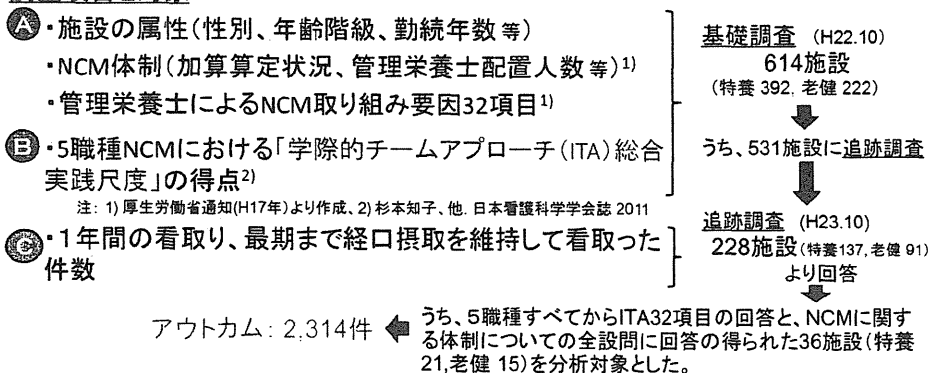 Ⓐ・施設の属性(性別、年齢階級、勤続年数 等)
・NCM体制(加算算定状況、管理栄養士配置人数 等)1)
・管理栄養士によるNCM取り組み要因32項目1)
Ⓑ・5職種NCMにおける「学際的チームアプローチ(ITA)総合
実践尺度」の得点2)
注: 1) 厚生労働省通知(H17年)より作成、2) 杉本知子、他. 日本看護科学学会誌 2011
Ⓒ・1年間の看取り、最期まで経口摂取を維持して看取った
件数
基礎調査 (H22.10)
614施設
(特養 392, 老健 222)
うち、531施設に追跡調査
追跡調査 (H23.10)
228施設(特養137,老健 91)
より回答
うち、5職種すべてからITA32項目の回答と、NCMに関す
る体制についての全設問に回答の得られた36施設(特養
21,老健 15)を分析対象とした。
アウトカム: 2,314件